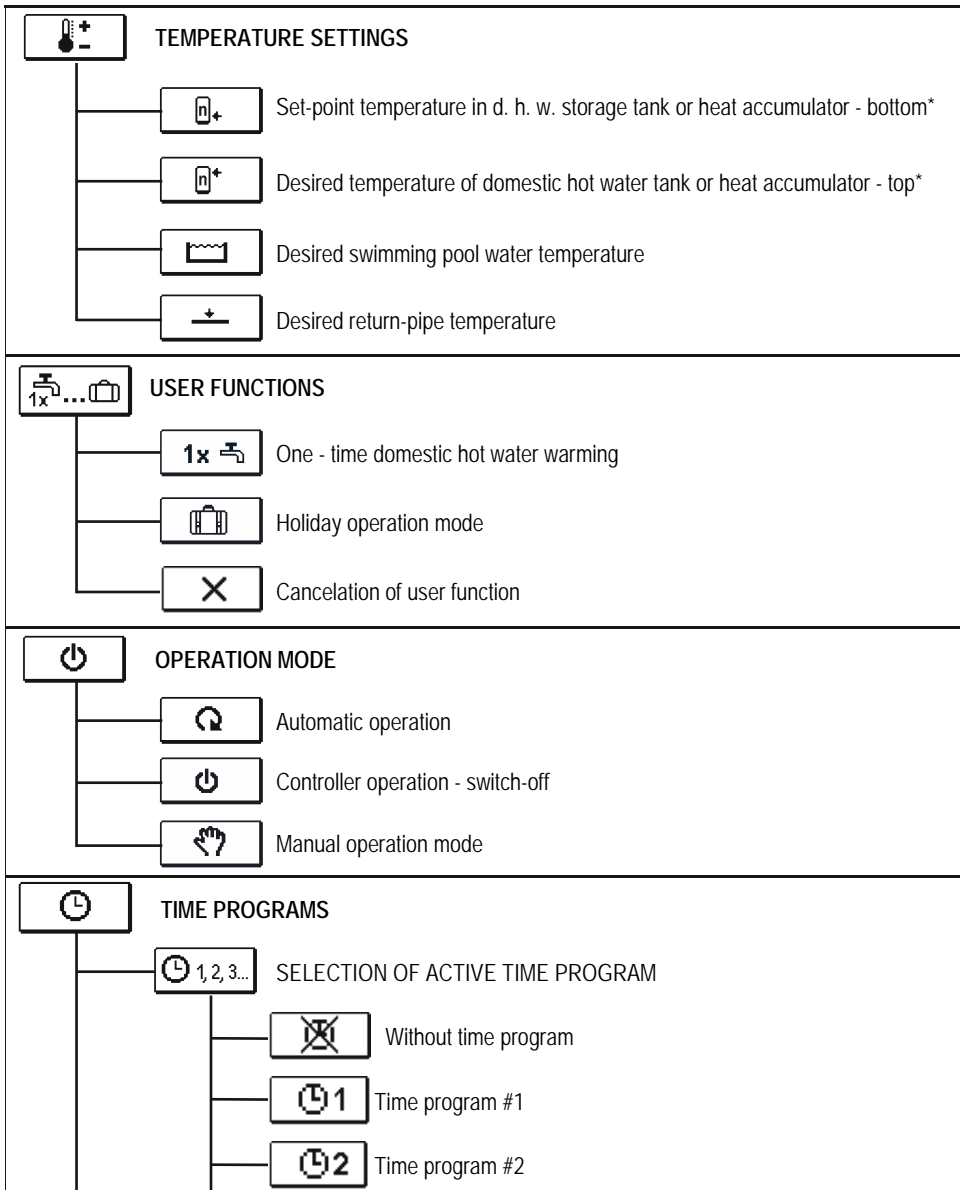 TEMPERATURE SETTINGS
n Set-point temperature in d. h. w. storage tank or heat accumulator - bottom*
n Desired temperature of domestic hot water tank or heat accumulator - top*
Desired swimming pool water temperature
Desired return-pipe temperature
1x ... USER FUNCTIONS
1x One - time domestic hot water warming
Holiday operation mode
Cancelation of user function
OPERATION MODE
Automatic operation
Controller operation - switch-off
Manual operation mode
TIME PROGRAMS
1, 2, 3... SELECTION OF ACTIVE TIME PROGRAM
Without time program
1 Time program #1
2 Time program #2